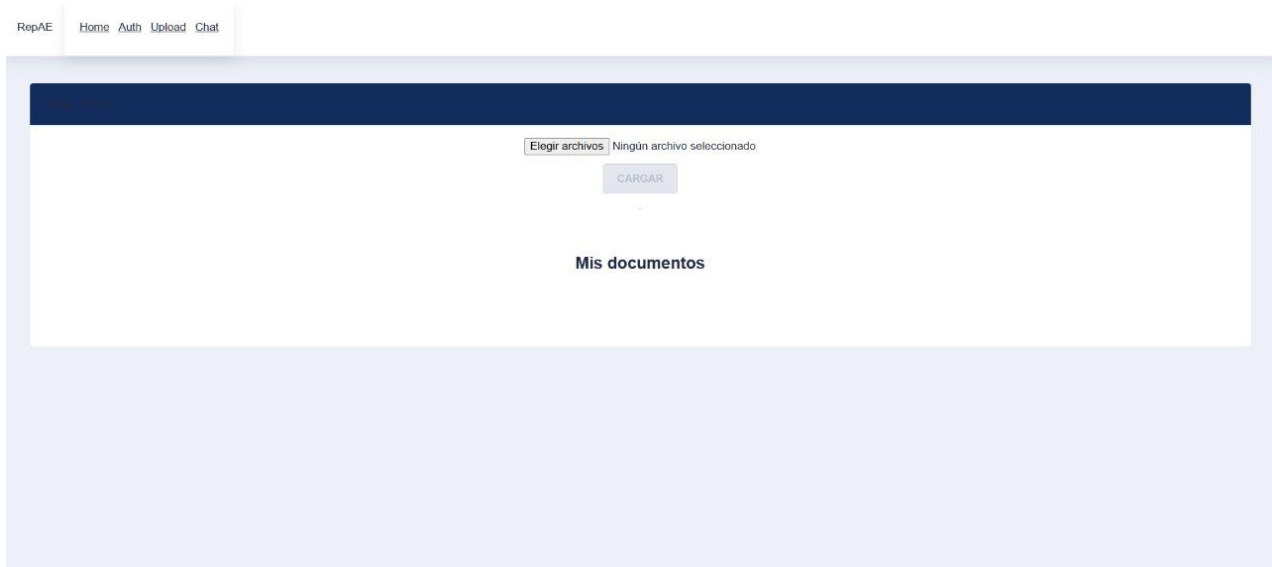 RepAE Home Auth Upload Chat
Elegir archivos Ningún archivo seleccionado
CARGAR
Mis documentos